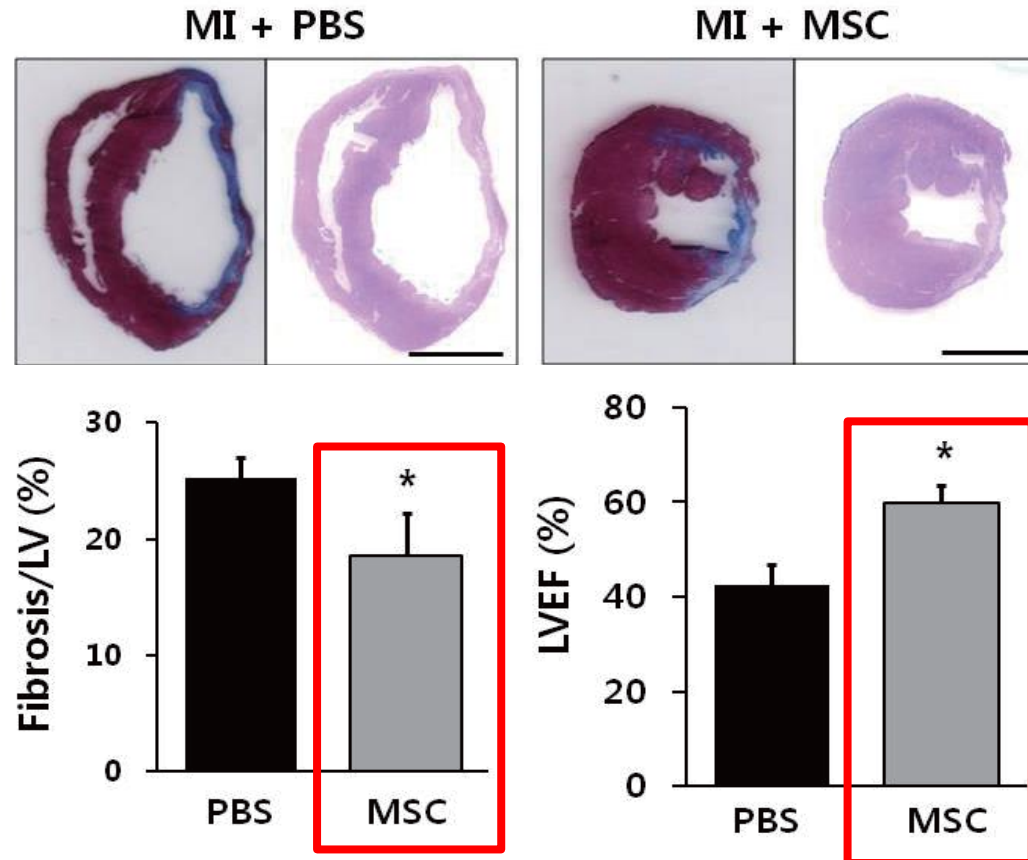 MI + PBS
MI + MSC
Fibrosis/LV (%)
30
20
10
0
*
PBS
MSC
LVEF (%)
80
60
40
20
0
*
PBS
MSC